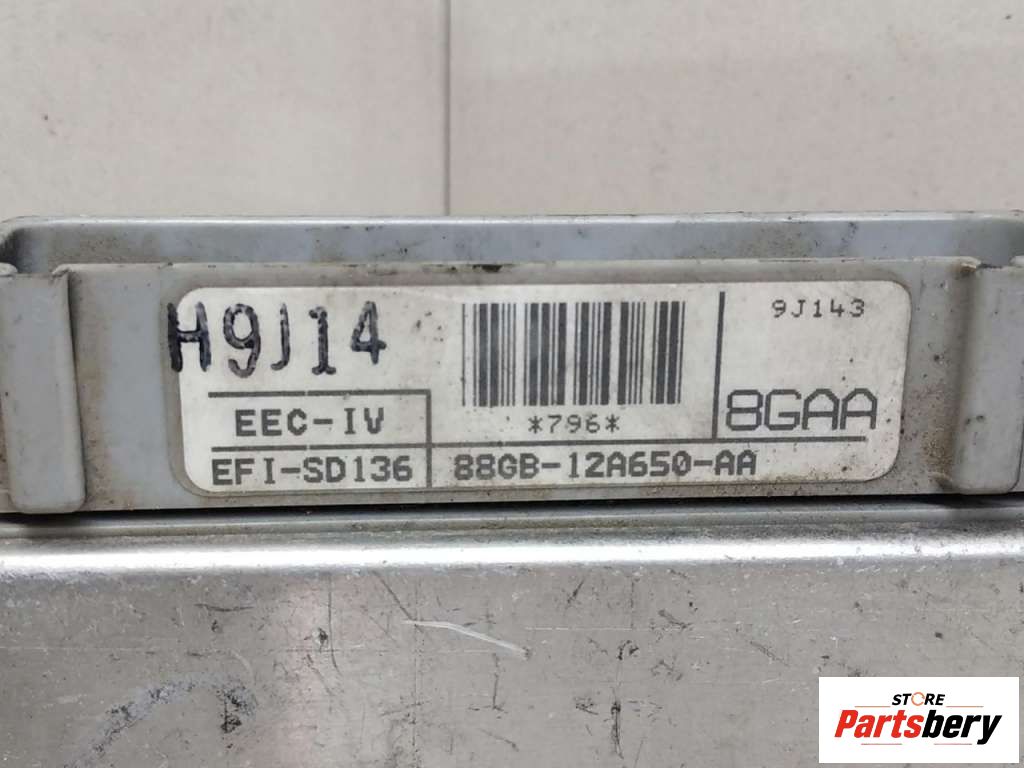 H9J14
9J143
*796*
8GAA
EEC-IV
EFI-SD136
88GB-12A650-AA
STORE
Partsbery